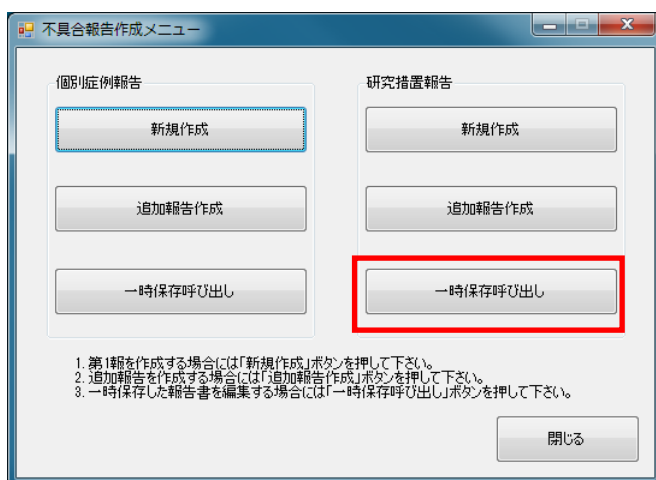 不具合報告作成メニュー
個別症例報告
新規作成
追加報告作成
一時保存呼び出し
研究措置報告
新規作成
追加報告作成
一時保存呼び出し
1. 第1報を作成する場合には「新規作成」ボタンを押して下さい。
2. 追加報告を作成する場合には「追加報告作成」ボタンを押して下さい。
3. 一時保存した報告書を編集する場合には「一時保存呼び出し」ボタンを押して下さい。
閉じる